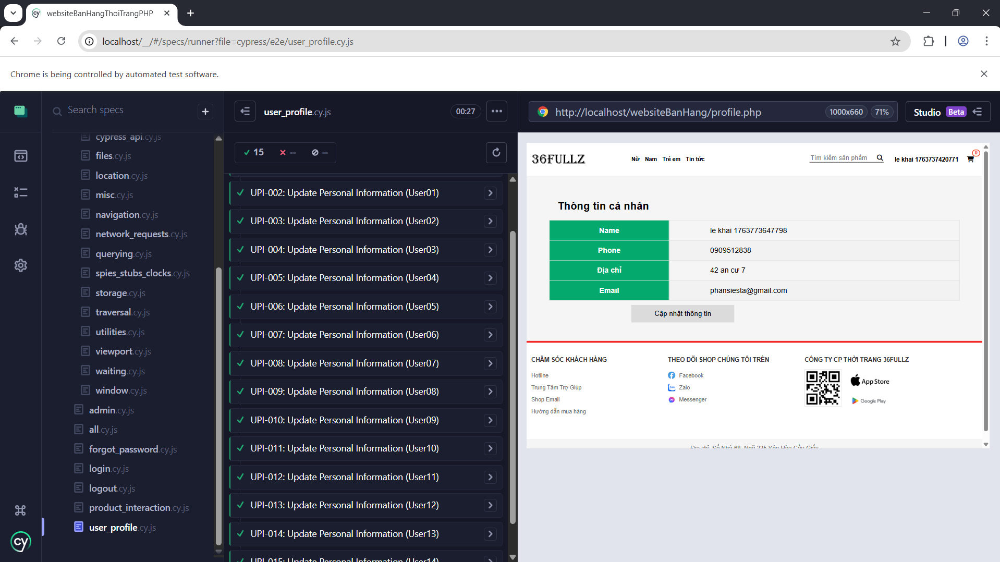 websiteBanHangThoiTrangPHP
localhost/__/#/specs/runner?file=cypress/e2e/user_profile.cy.js
Chrome is being controlled by automated test software.
Search specs
cypress_api.cy.js
files.cy.js
location.cy.js
misc.cy.js
navigation.cy.js
network_requests.cy.js
querying.cy.js
spies_stubs_clocks.cy.js
storage.cy.js
traversal.cy.js
utilities.cy.js
viewport.cy.js
waiting.cy.js
window.cy.js
admin.cy.js
all.cy.js
forgot_password.cy.js
login.cy.js
logout.cy.js
product_interaction.cy.js
user_profile.cy.js
cy
user_profile.cy.js
00:27
15 -- --
UPI-002: Update Personal Information (User01)
UPI-003: Update Personal Information (User02)
UPI-004: Update Personal Information (User03)
UPI-005: Update Personal Information (User04)
UPI-006: Update Personal Information (User05)
UPI-007: Update Personal Information (User06)
UPI-008: Update Personal Information (User07)
UPI-009: Update Personal Information (User08)
UPI-010: Update Personal Information (User09)
UPI-011: Update Personal Information (User10)
UPI-012: Update Personal Information (User11)
UPI-013: Update Personal Information (User12)
UPI-014: Update Personal Information (User13)
UPI-015: Update Personal Information (User14)
http://localhost/websiteBanHang/profile.php 1000x660 71%
Studio Beta
36FULLZ
Nữ Nam Trẻ em Tin tức
Tìm kiếm sản phẩm
le khai 1763737420771
0
Thông tin cá nhân
Name le khai 1763773647798
Phone 0909512838
Địa chỉ 42 an cư 7
Email phansiesta@gmail.com
Cập nhật thông tin
CHĂM SÓC KHÁCH HÀNG
Hotline
Trung Tâm Trợ Giúp
Shop Email
Hướng dẫn mua hàng
THEO DÕI SHOP CHÚNG TÔI TRÊN
Facebook
Zalo
Messenger
CÔNG TY CP THỜI TRANG 36FULLZ
App Store
Google Play
Địa chỉ: Số Nhà 68, Ngõ 235 Yên Hòa Cầu Giấy